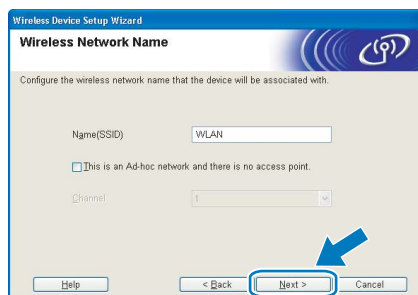 Wireless Device Setup Wizard
Wireless Network Name
Configure the wireless network name that the device will be associated with.
Name(SSID) WLAN
This is an Ad-hoc network and there is no access point.
Channel 1
Help < Back Next > Cancel